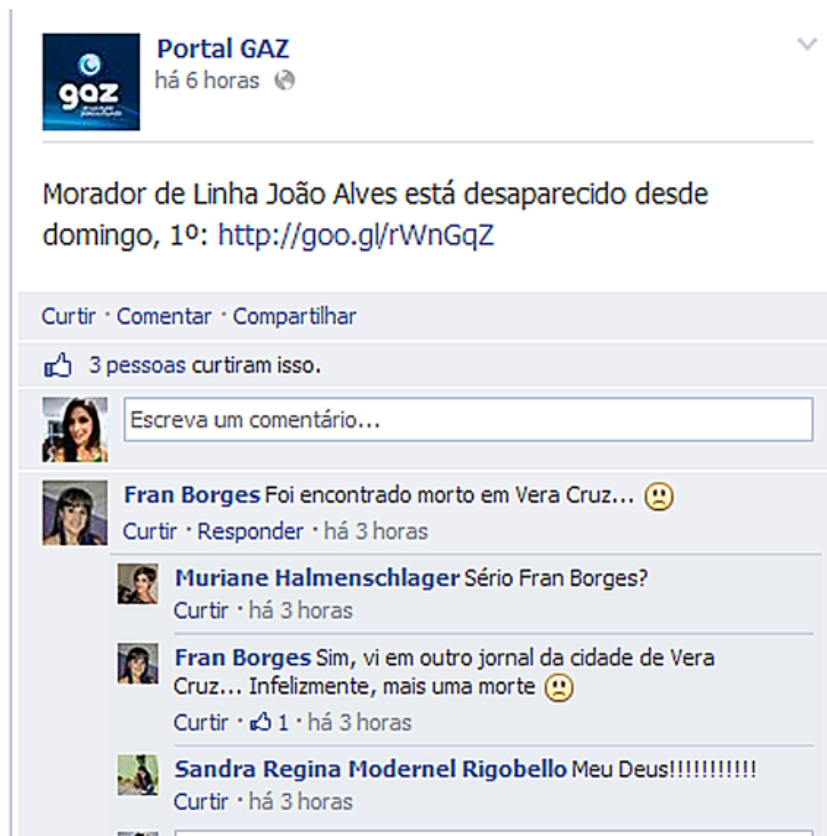 Portal GAZ
há 6 horas
gaz
Morador de Linha João Alves está desaparecido desde
domingo, 1º: http://goo.gl/rWnGqZ
Curtir · Comentar · Compartilhar
3 pessoas curtiram isso.
Escreva um comentário...
Fran Borges Foi encontrado morto em Vera Cruz...
Curtir · Responder · há 3 horas
Muriane Halmenschlager Sério Fran Borges?
Curtir · há 3 horas
Fran Borges Sim, vi em outro jornal da cidade de Vera
Cruz... Infelizmente, mais uma morte
Curtir · 1 · há 3 horas
Sandra Regina Modernel Rigobello Meu Deus!!!!!!!!!!!
Curtir · há 3 horas